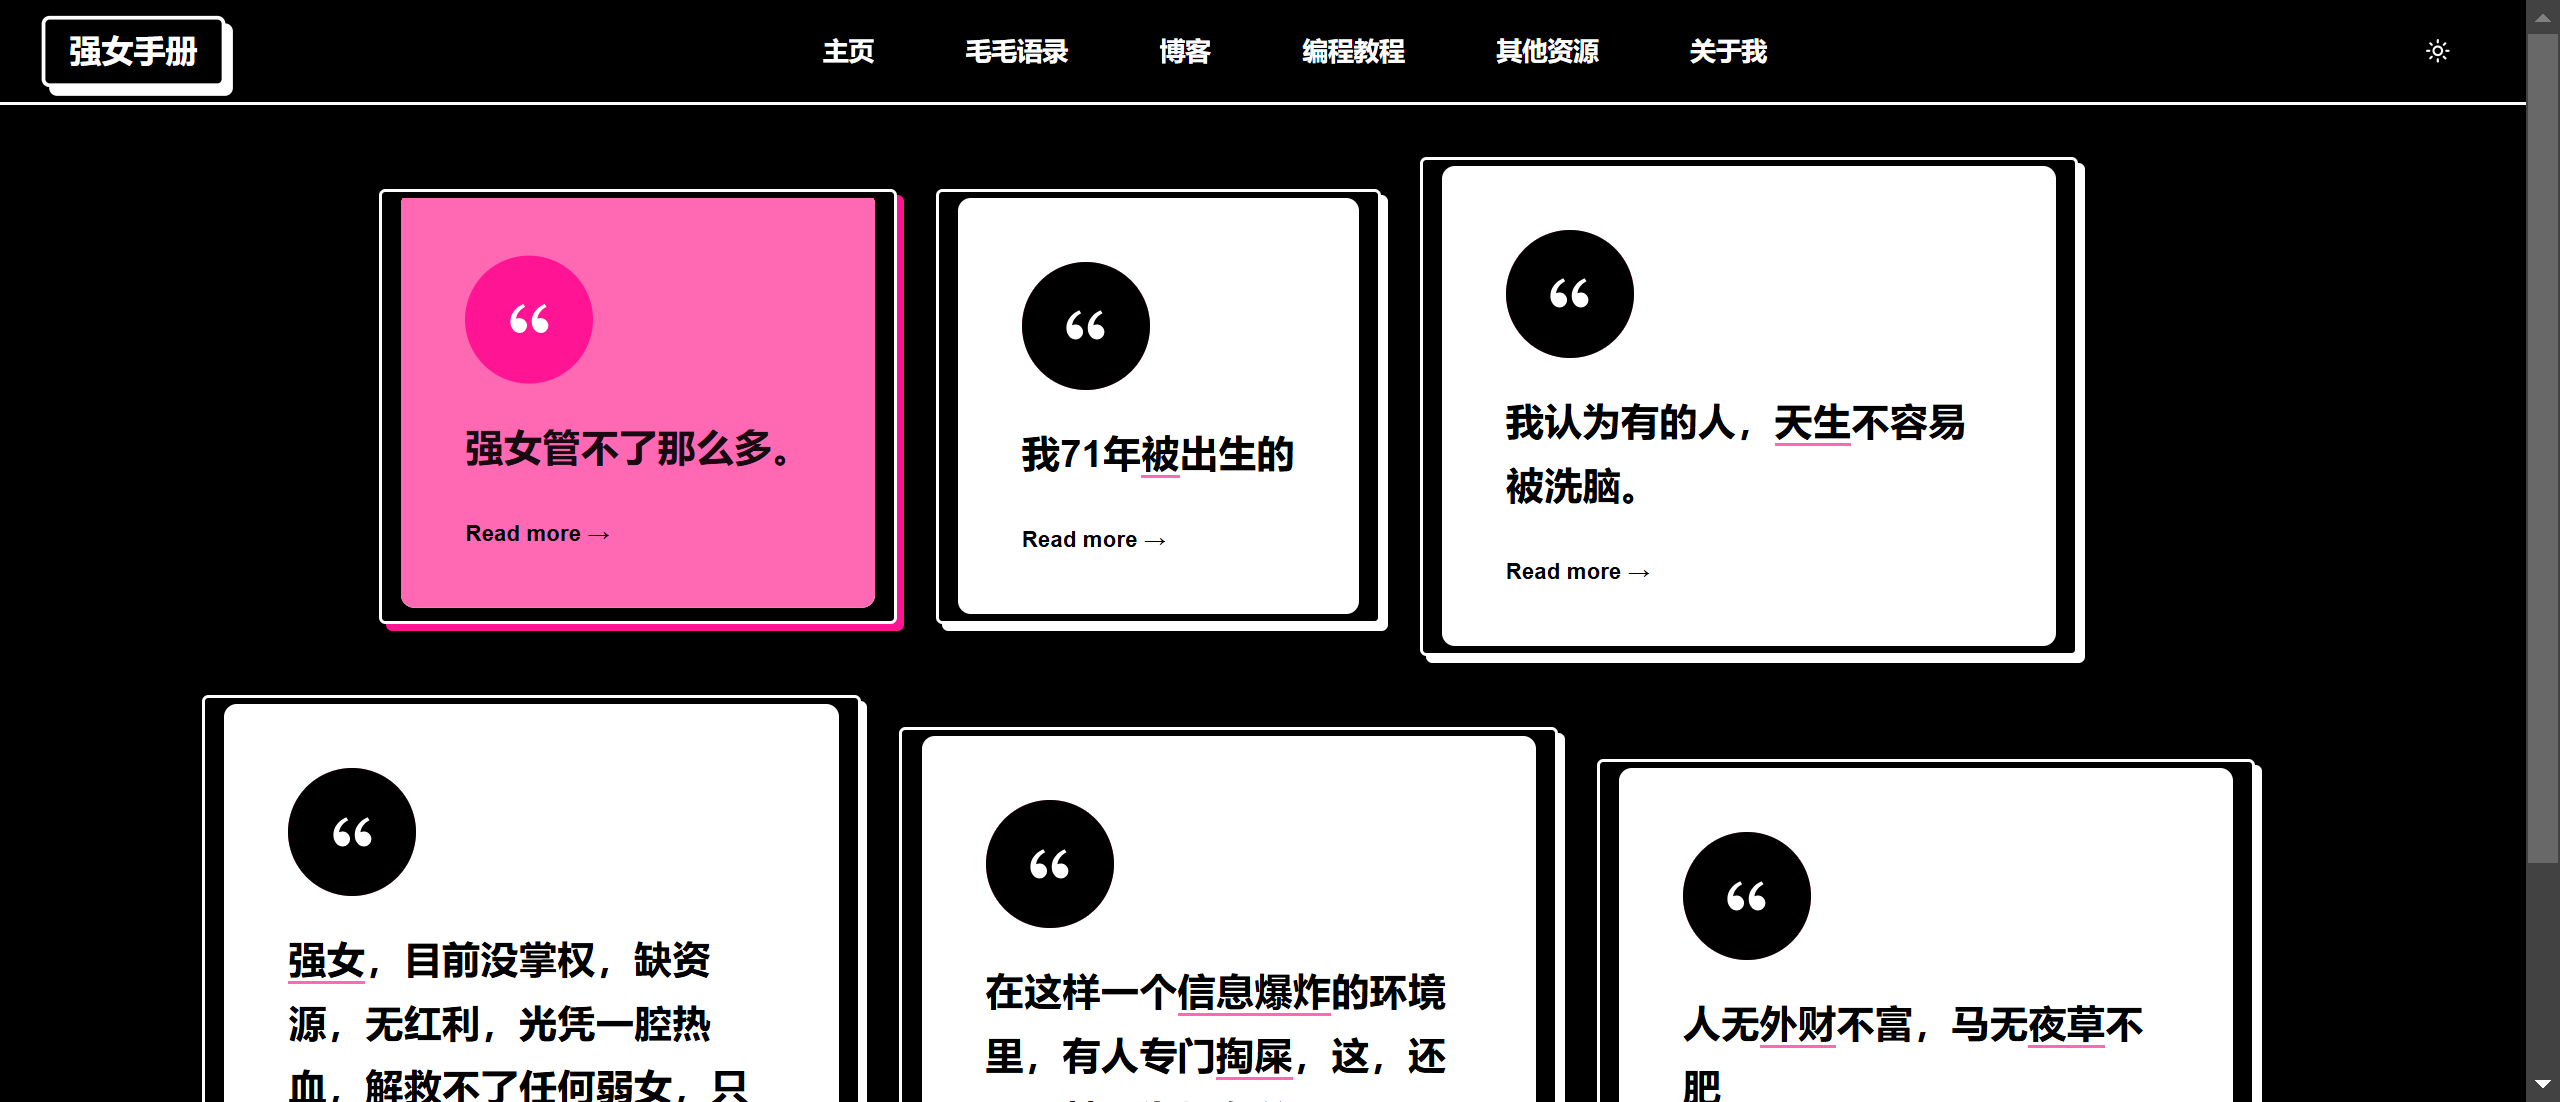 强女手册
主页 毛毛语录 博客 编程教程 其他资源 关于我
“
强女管不了那么多。
Read more →
“
我71年被出生的
Read more →
“
我认为有的人，天生不容易
被洗脑。
Read more →
“
强女，目前没掌权，缺资
源，无红利，光凭一腔热
血，解救不了任何弱女，只
“
在这样一个信息爆炸的环境
里，有人专门掏屎，这，还
“
人无外财不富，马无夜草不
肥